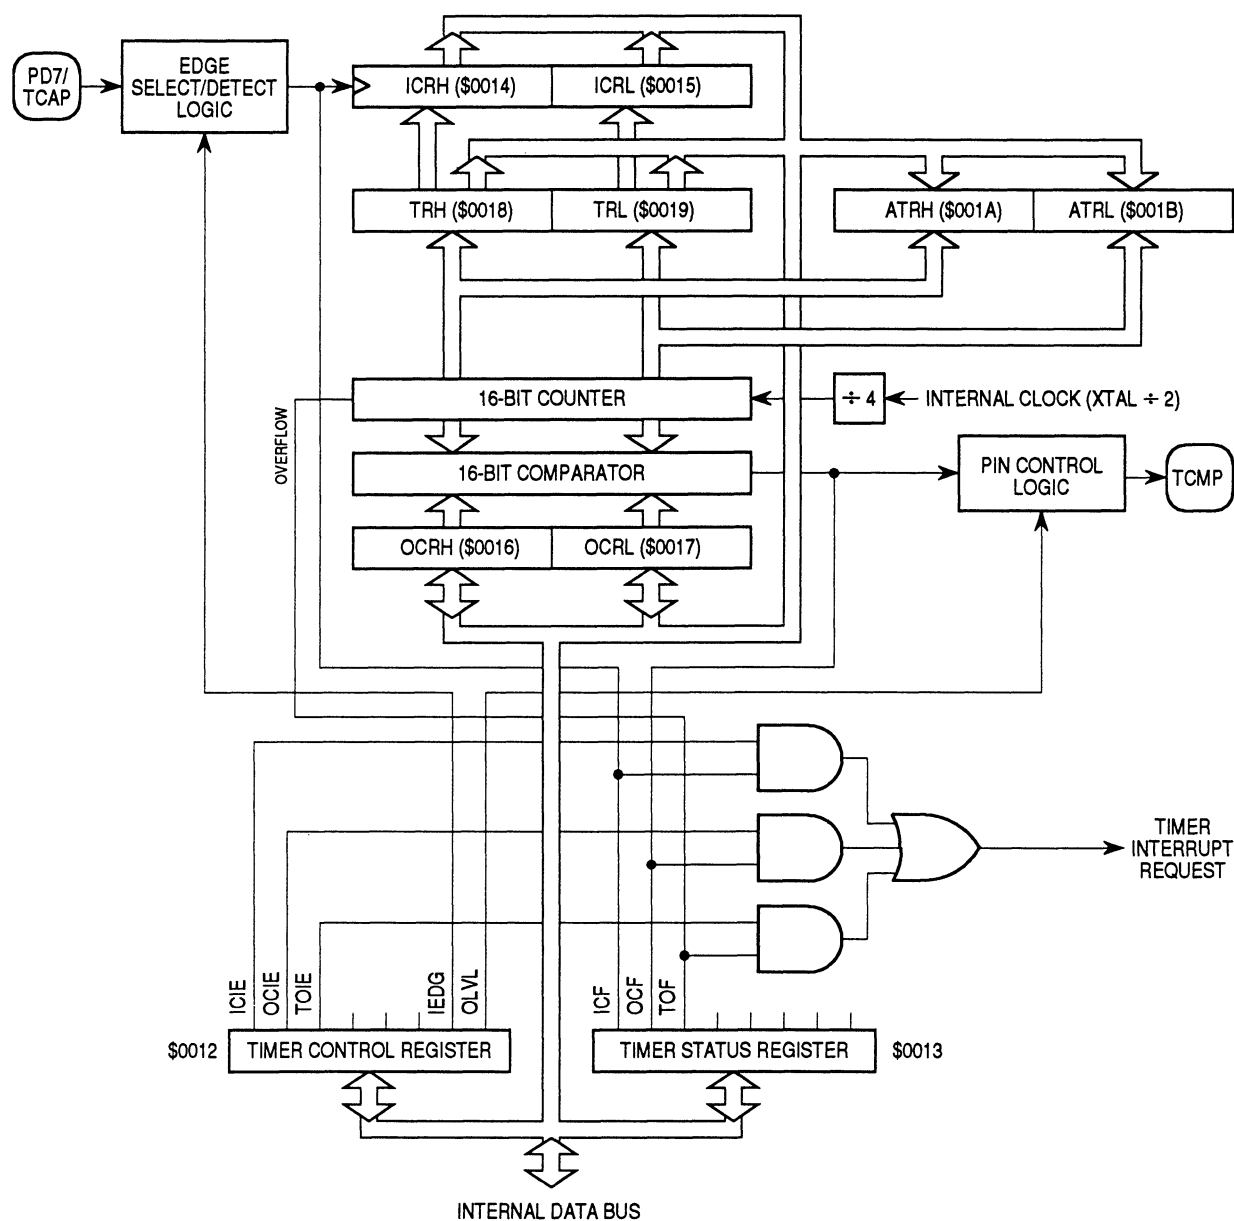 PD7/
TCAP
EDGE
SELECT/DETECT
LOGIC
ICRH ($0014)
ICRL ($0015)
TRH ($0018)
TRL ($0019)
ATRH ($001A)
ATRL ($001B)
OVERFLOW
16-BIT COUNTER
÷ 4
INTERNAL CLOCK (XTAL ÷ 2)
16-BIT COMPARATOR
PIN CONTROL
LOGIC
TCMP
OCRH ($0016)
OCRL ($0017)
TIMER
INTERRUPT
REQUEST
ICIE
OCIE
TOIE
IEDG
OLVL
ICF
OCF
TOF
$0012
TIMER CONTROL REGISTER
TIMER STATUS REGISTER
$0013
INTERNAL DATA BUS